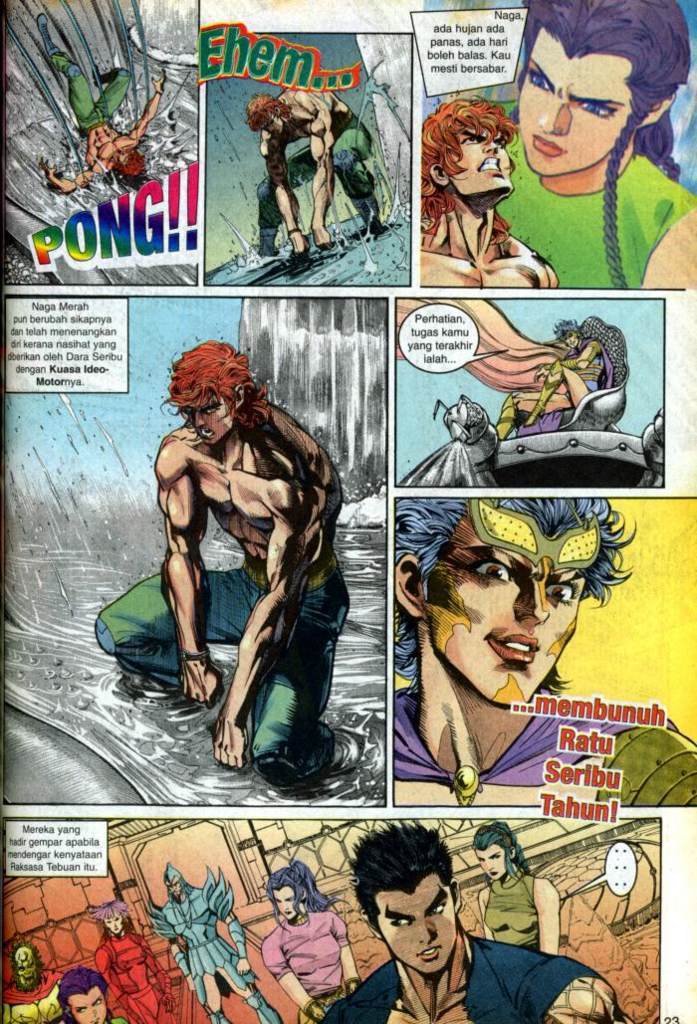 PONG!!
Ehem...
Naga,
ada hujan ada
panas, ada hari
boleh balas. Kau
mesti bersabar.
Naga Merah
pun berubah sikapnya
dan telah menenangkan
diri kerana nasihat yang
diberikan oleh Dara Seribu
dengan Kuasa Ideo-
Motornya.
Perhatian,
tugas kamu
yang terakhir
ialah...
...membunuh
Ratu
Seribu
Tahun!
Mereka yang
hadir gempar apabila
mendengar kenyataan
Raksasa Tebuan itu.
...
...
23